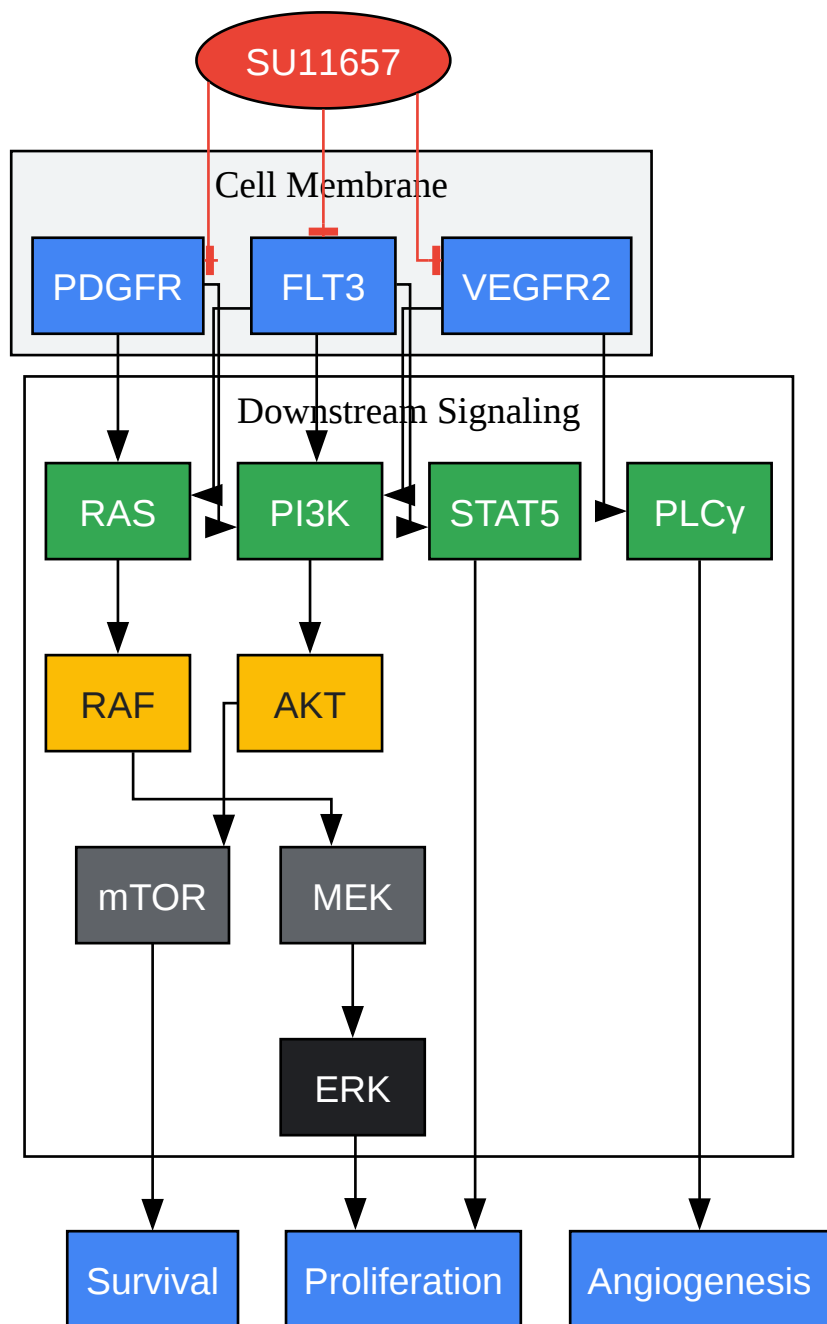 SU11657
Cell Membrane
PDGFR
FLT3
VEGFR2
Downstream Signaling
RAS
PI3K
STAT5
PLCγ
RAF
AKT
mTOR
MEK
ERK
Survival
Proliferation
Angiogenesis